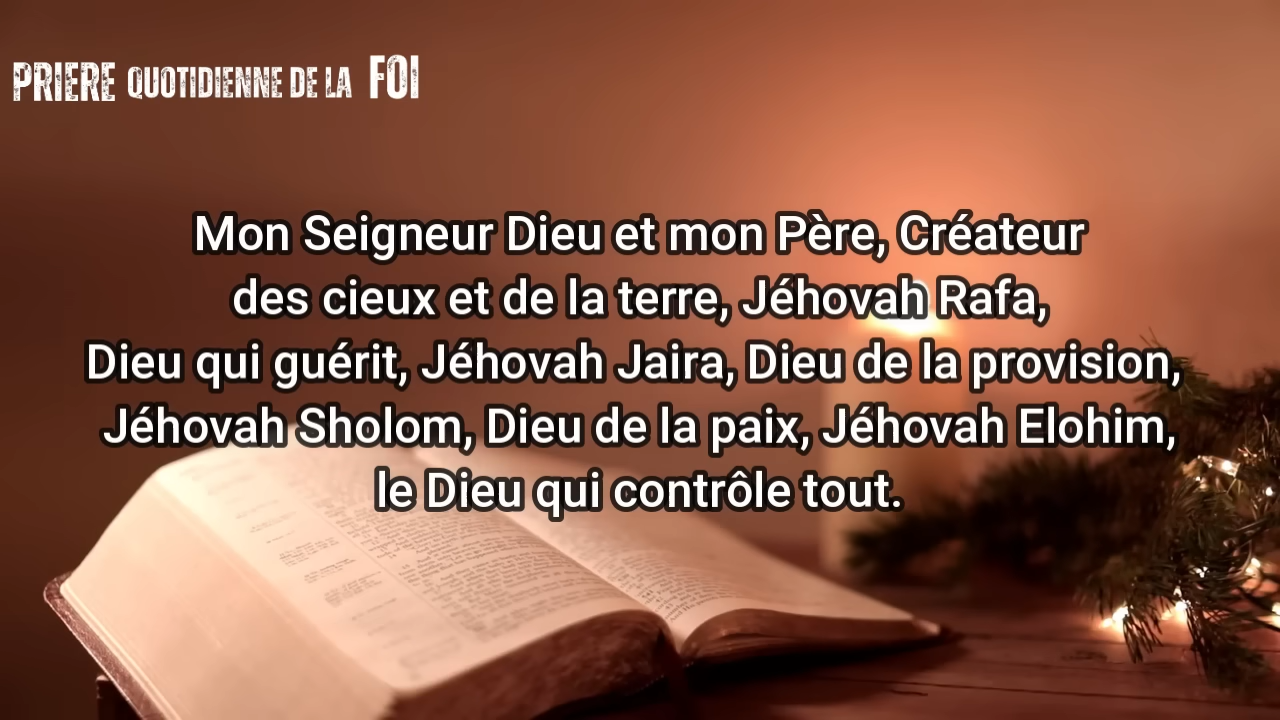 PRIERE QUOTIDIENNE DE LA FOI
Mon Seigneur Dieu et mon Père, Créateur
des cieux et de la terre, Jéhovah Rafa,
Dieu qui guérit, Jéhovah Jaira, Dieu de la provision,
Jéhovah Sholom, Dieu de la paix, Jéhovah Elohim,
le Dieu qui contrôle tout.